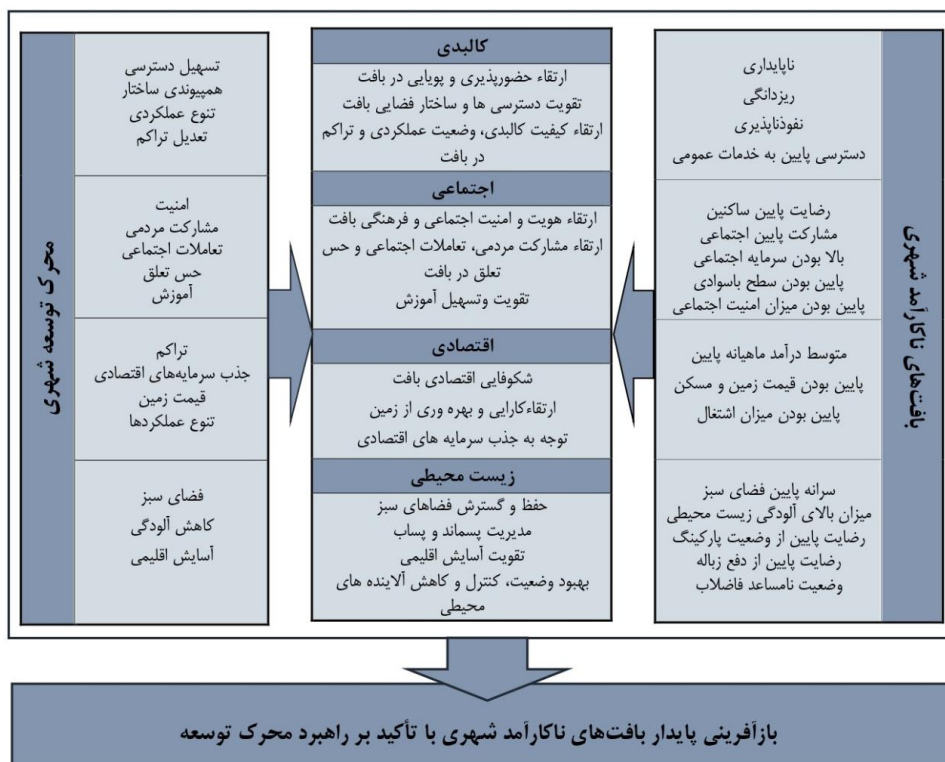 بافت‌های ناکارآمد شهری
ناپایداری
ریزدانگی
نفوذناپذیری
دسترسی پایین به خدمات عمومی
رضایت پایین ساکنین
مشارکت پایین اجتماعی
بالا بودن سرمایه اجتماعی
پایین بودن سطح باسوادی
پایین بودن میزان امنیت اجتماعی
متوسط درآمد ماهیانه پایین
پایین بودن قیمت زمین و مسکن
پایین بودن میزان اشتغال
سرانه پایین فضای سبز
میزان بالای آلودگی زیست محیطی
رضایت پایین از وضعیت پارکینگ
رضایت پایین از دفع زباله
وضعیت نامساعد فاضلاب
کالبدی
ارتقاء حضورپذیری و پویایی در بافت
تقویت دسترسی ها و ساختار فضایی بافت
ارتقاء کیفیت کالبدی، وضعیت عملکردی و تراکم
در بافت
اجتماعی
ارتقاء هویت و امنیت اجتماعی و فرهنگی بافت
ارتقاء مشارکت مردمی، تعاملات اجتماعی و حس
تعلق در بافت
تقویت وتسهیل آموزش
اقتصادی
شکوفایی اقتصادی بافت
ارتقاءکارایی و بهره وری از زمین
توجه به جذب سرمایه های اقتصادی
زیست محیطی
حفظ و گسترش فضاهای سبز
مدیریت پسماند و پساب
تقویت آسایش اقلیمی
بهبود وضعیت، کنترل و کاهش آلاینده های
محیطی
تسهیل دسترسی
همپیوندی ساختار
تنوع عملکردی
تعدیل تراکم
امنیت
مشارکت مردمی
تعاملات اجتماعی
حس تعلق
آموزش
تراکم
جذب سرمایه‌های اقتصادی
قیمت زمین
تنوع عملکردها
فضای سبز
کاهش آلودگی
آسایش اقلیمی
محرک توسعه شهری
بازآفرینی پایدار بافت‌های ناکارآمد شهری با تأکید بر راهبرد محرک توسعه